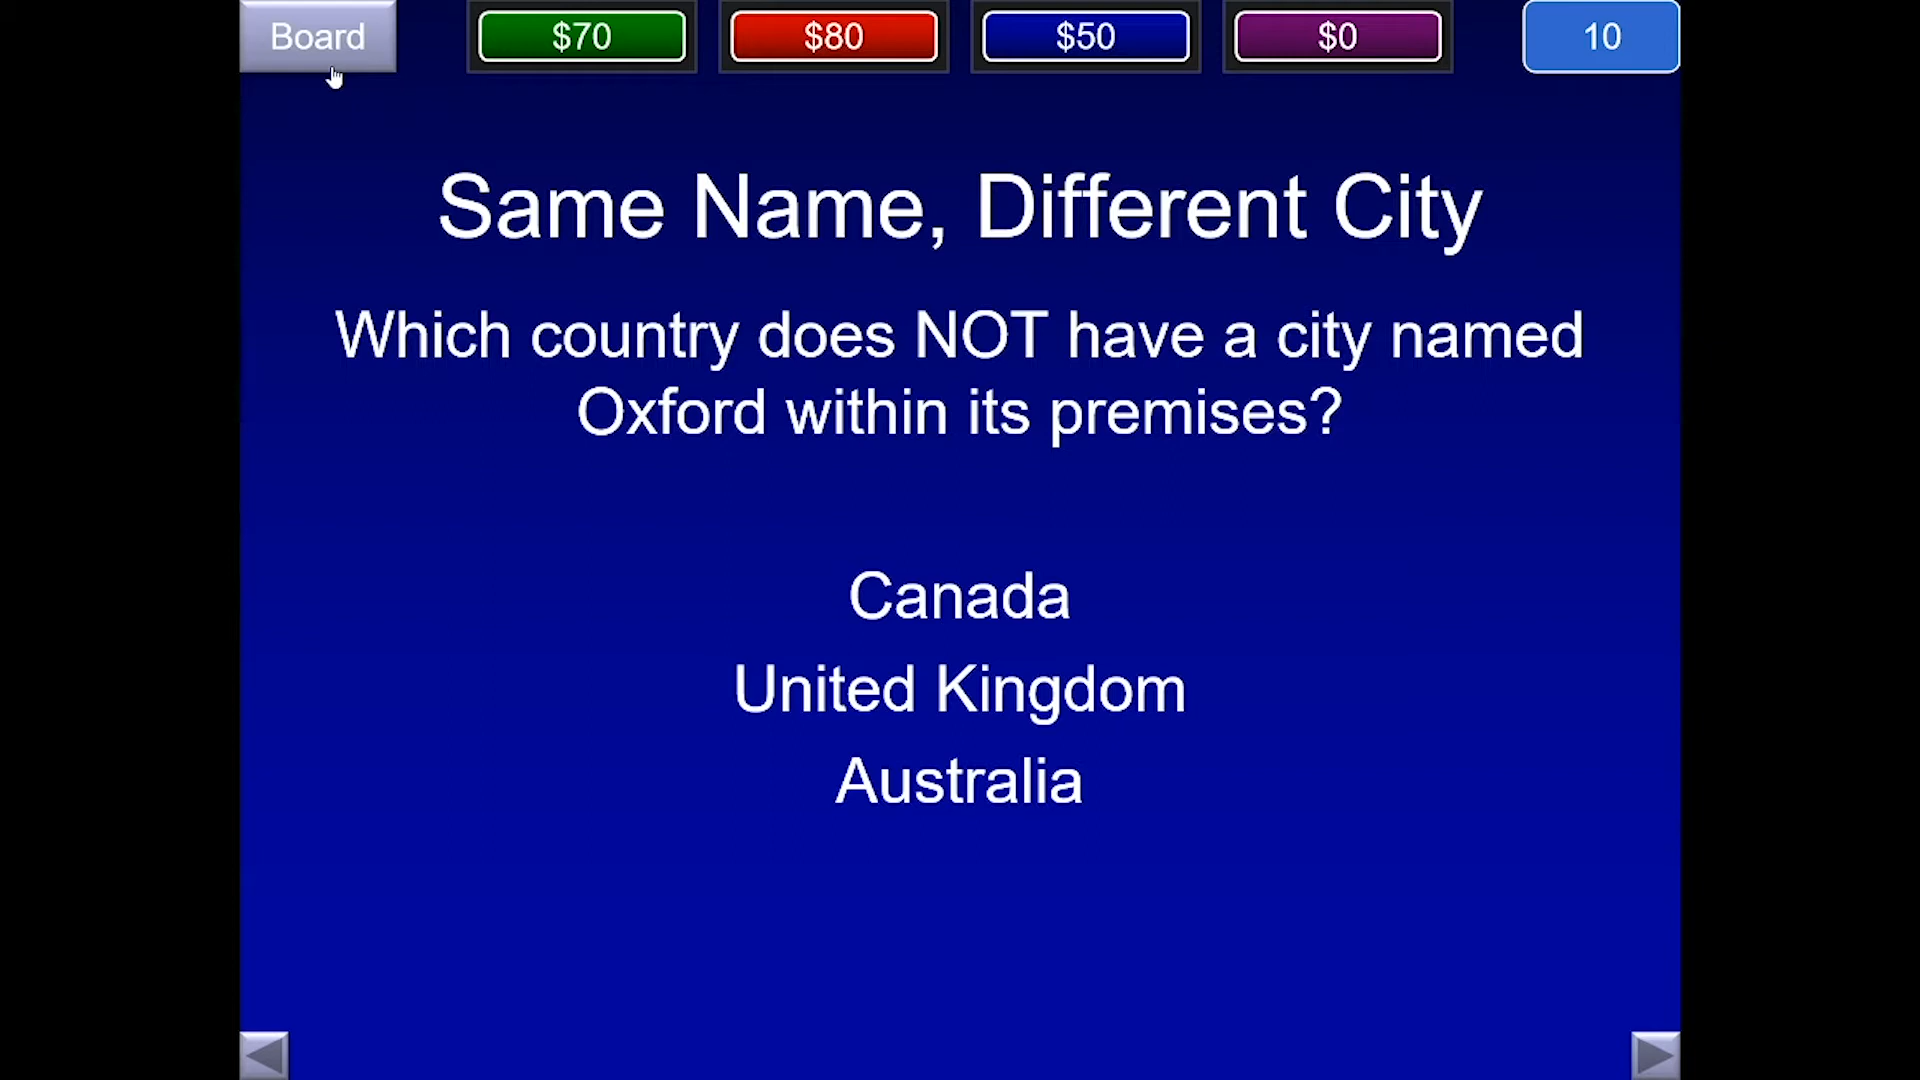 Board
$70
$80
$50
$0
10
Same Name, Different City
Which country does NOT have a city named
Oxford within its premises?
Canada
United Kingdom
Australia